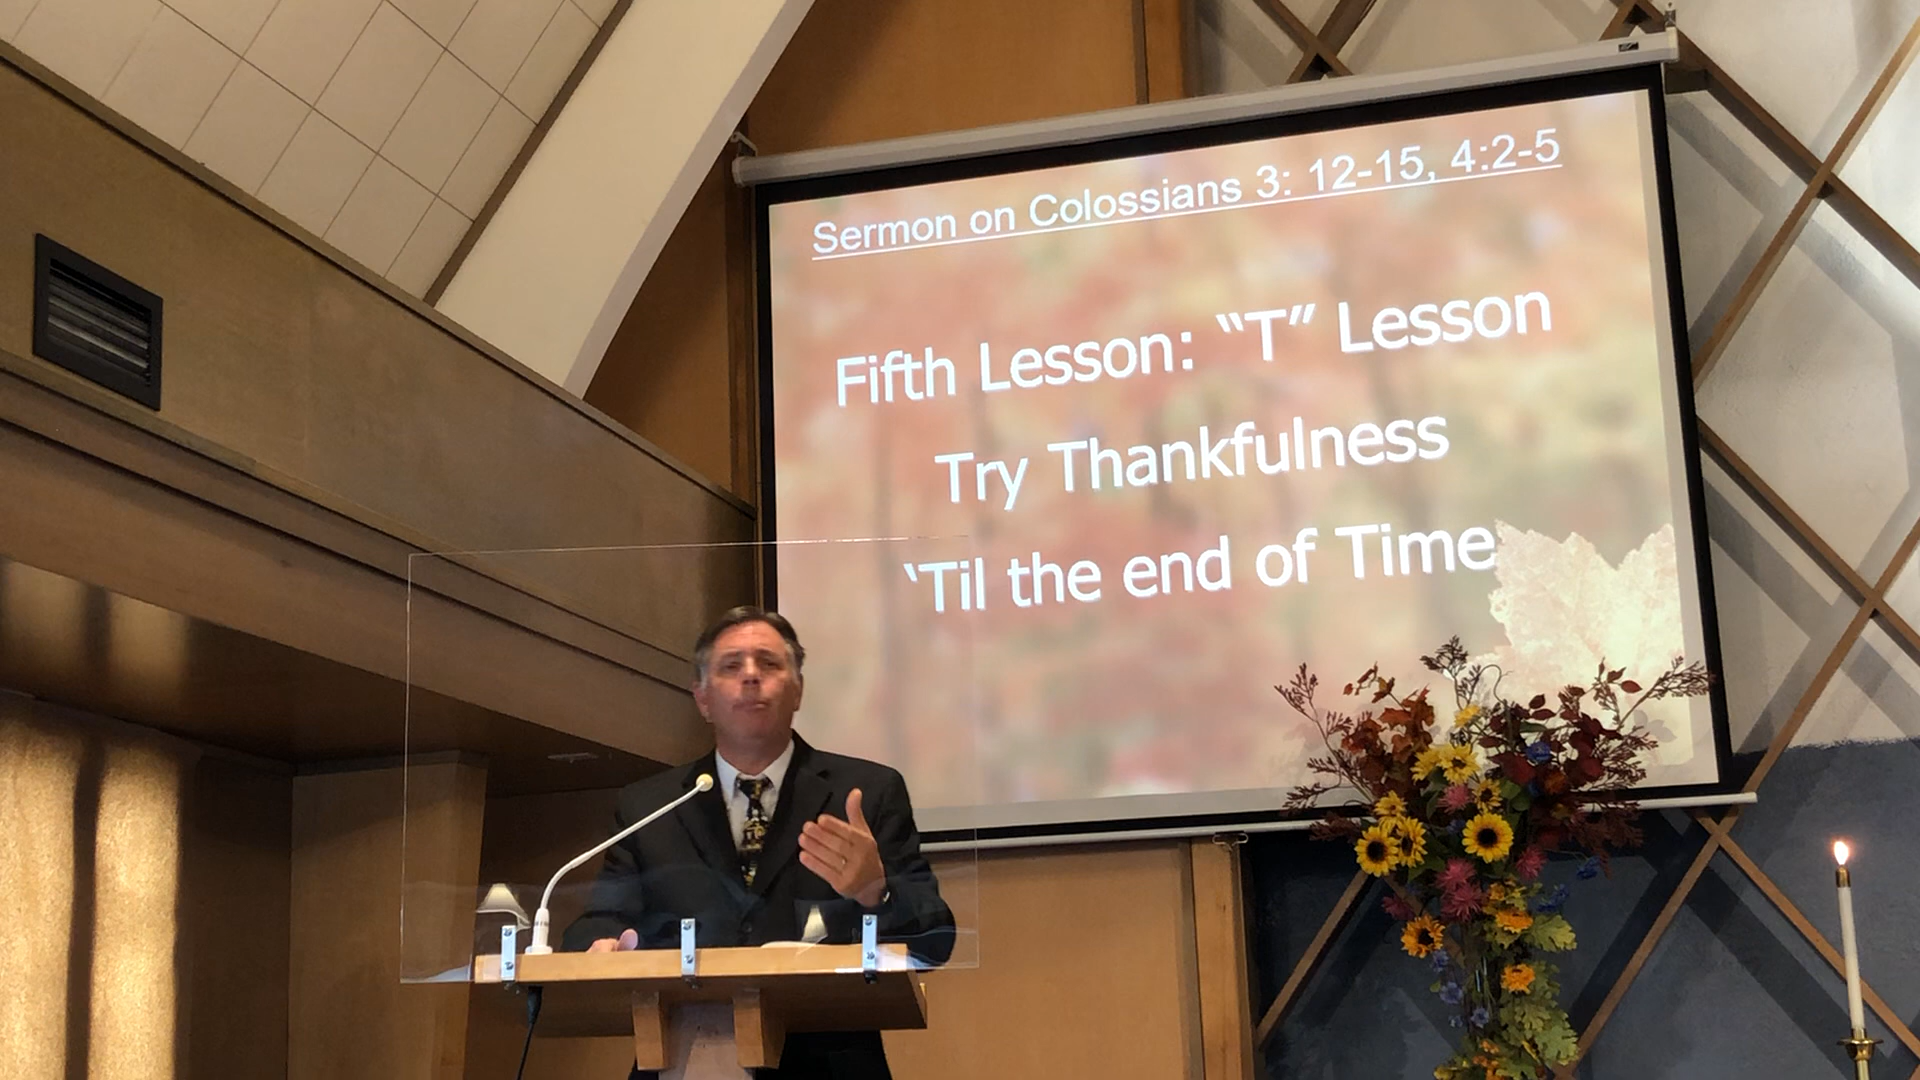 Sermon on Colossians 3: 12-15, 4:2-5
Fifth Lesson: “T” Lesson
Try Thankfulness
‘Til the end of Time